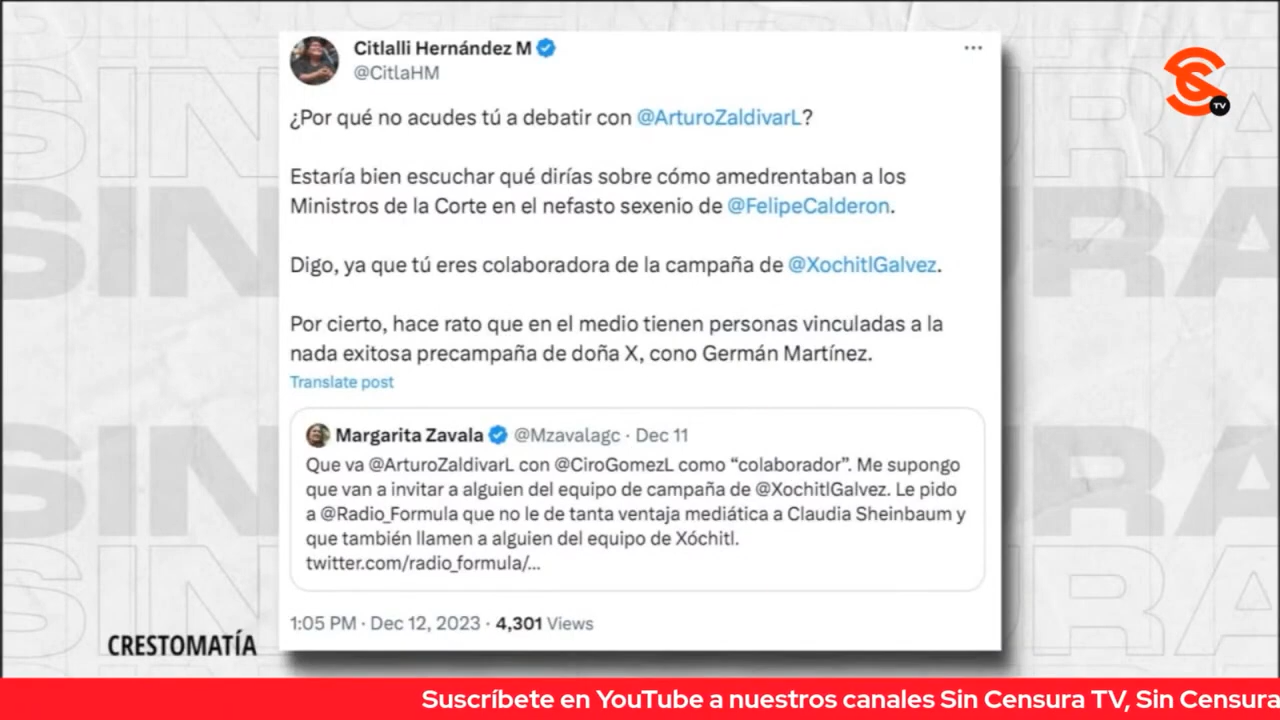 Citlalli Hernández M
@CitlaHM
¿Por qué no acudes tú a debatir con @ArturoZaldivarL?
Estaría bien escuchar qué dirías sobre cómo amedrentaban a los
Ministros de la Corte en el nefasto sexenio de @FelipeCalderon.
Digo, ya que tú eres colaboradora de la campaña de @XochitlGalvez.
Por cierto, hace rato que en el medio tienen personas vinculadas a la
nada exitosa precampaña de doña X, cono Germán Martínez.
Translate post
Margarita Zavala @Mzavalagc · Dec 11
Que va @ArturoZaldivarL con @CiroGomezL como “colaborador”. Me supongo
que van a invitar a alguien del equipo de campaña de @XochitlGalvez. Le pido
a @Radio_Formula que no le de tanta ventaja mediática a Claudia Sheinbaum y
que también llamen a alguien del equipo de Xóchitl.
twitter.com/radio_formula/...
1:05 PM · Dec 12, 2023 · 4,301 Views
CRESTOMATÍA
TV
Suscríbete en YouTube a nuestros canales Sin Censura TV, Sin Censura